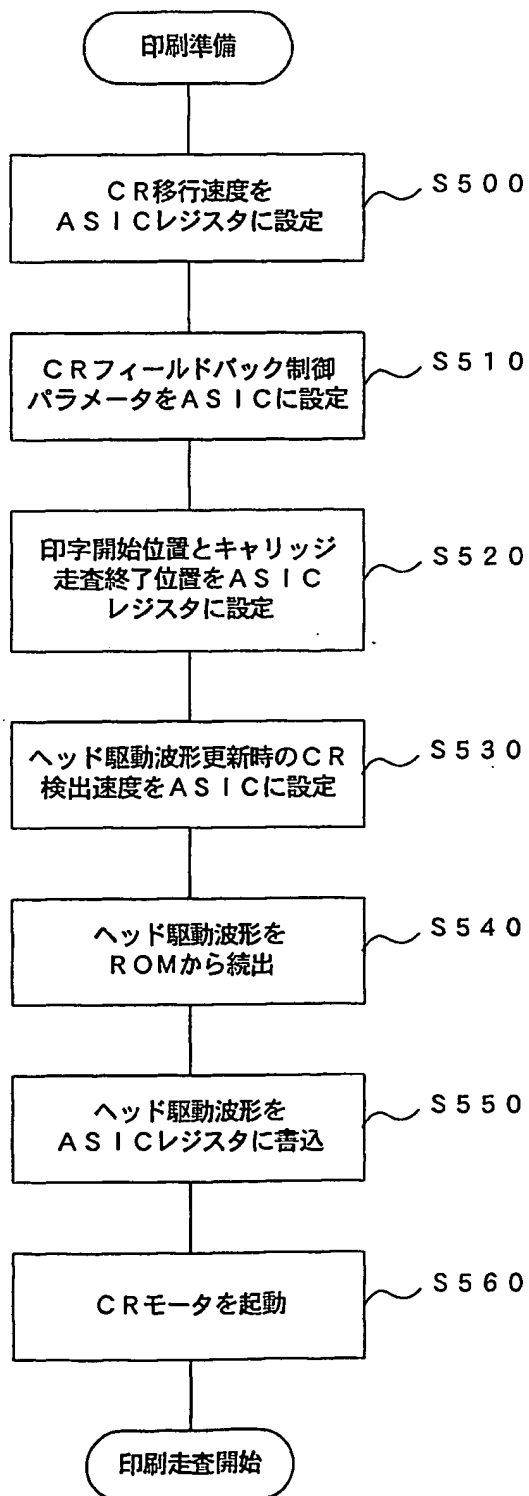 印刷準備
CR移行速度を
ASICレジスタに設定
S500
CRフィールドバック制御
パラメータをASICに設定
S510
印字開始位置とキャリッジ
走査終了位置をASIC
レジスタに設定
S520
ヘッド駆動波形更新時のCR
検出速度をASICに設定
S530
ヘッド駆動波形を
ROMから続出
S540
ヘッド駆動波形を
ASICレジスタに書込
S550
CRモータを起動
S560
印刷走査開始